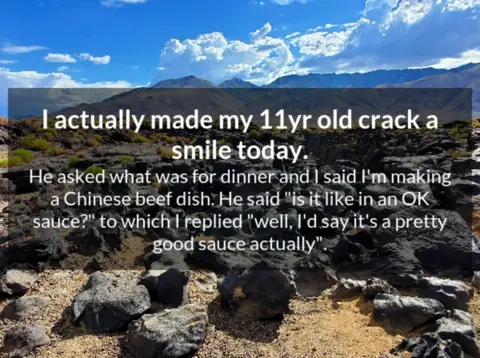 I actually made my 11yr old crack a
smile today.
He asked what was for dinner and I said I'm making
a Chinese beef dish. He said "is it like in an OK
sauce?" to which I replied "well, I'd say it's a pretty
good sauce actually".